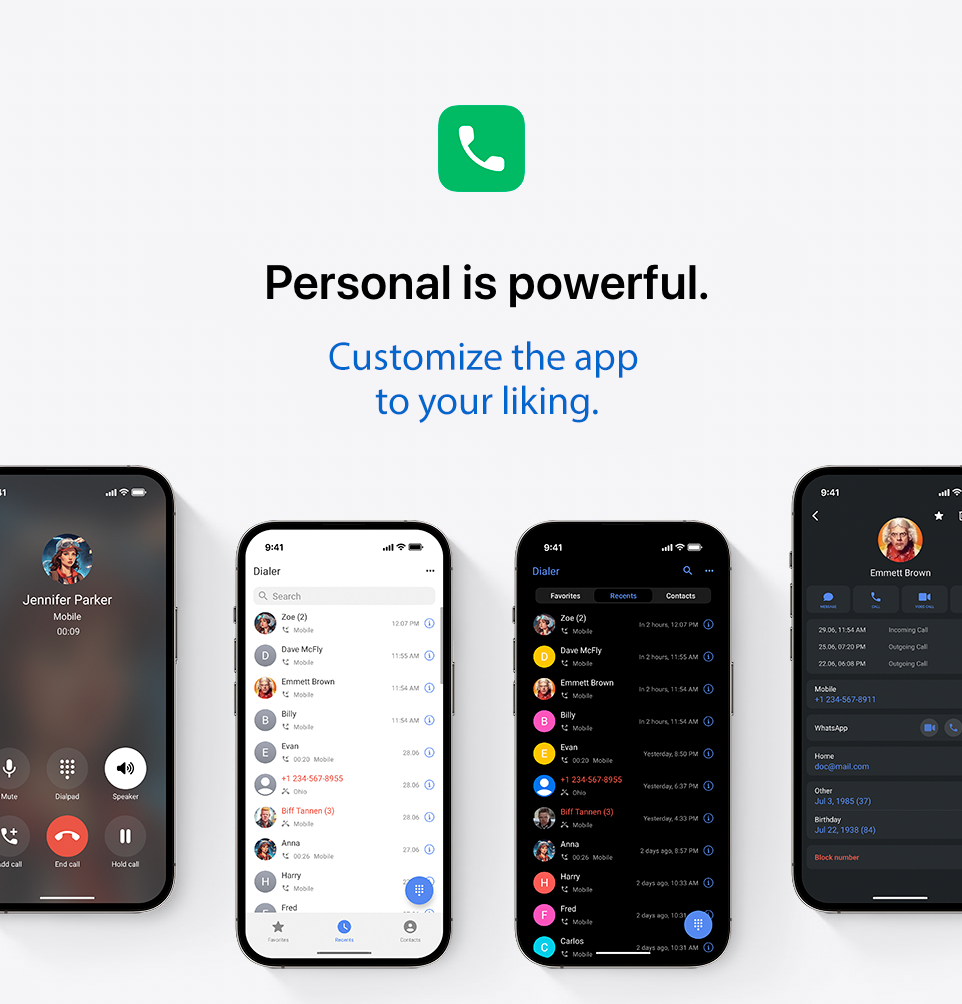 Personal is powerful.
Customize the app
to your liking.
41
Jennifer Parker
Mobile
00:09
Mute
Dialpad
Speaker
dd call
End call
Hold call
9:41
Dialer
Search
Zoe (2)
Mobile
12:07 PM
Dave McFly
Mobile
11:55 AM
Emmett Brown
Mobile
11:54 AM
Billy
Mobile
11:54 AM
Evan
00:20 Mobile
28.06
+1 234-567-8955
Ohio
28.06
Biff Tannen (3)
Mobile
28.06
Anna
00:26 Mobile
27.06
Harry
Mobile
Fred
Favorites
Recents
Contacts
9:41
Dialer
Favorites
Recents
Contacts
Zoe (2)
Mobile
In 2 hours, 12:07 PM
D
Dave McFly
Mobile
In 2 hours, 11:55 AM
Emmett Brown
Mobile
In 2 hours, 11:54 AM
B
Billy
Mobile
In 2 hours, 11:54 AM
E
Evan
00:20 Mobile
Yesterday, 8:50 PM
+1 234-567-8955
Ohio
Yesterday, 6:37 PM
Biff Tannen (3)
Mobile
Yesterday, 4:33 PM
Anna
00:26 Mobile
2 days ago, 8:57 PM
H
Harry
Mobile
2 days ago, 10:33 AM
F
Fred
Mobile
2 days ago, 10:31
C
Carlos
Mobile
2 days ago, 10:31 AM
9:41
Emmett Brown
MESSAGE
CALL
VIDEO CALL
29.06, 11:54 AM Incoming Call
25.06, 07:20 PM Outgoing Call
22.06, 06:08 PM Outgoing Call
Mobile
+1 234-567-8911
WhatsApp
Home
doc@mail.com
Other
Jul 3, 1985 (37)
Birthday
Jul 22, 1938 (84)
Block number